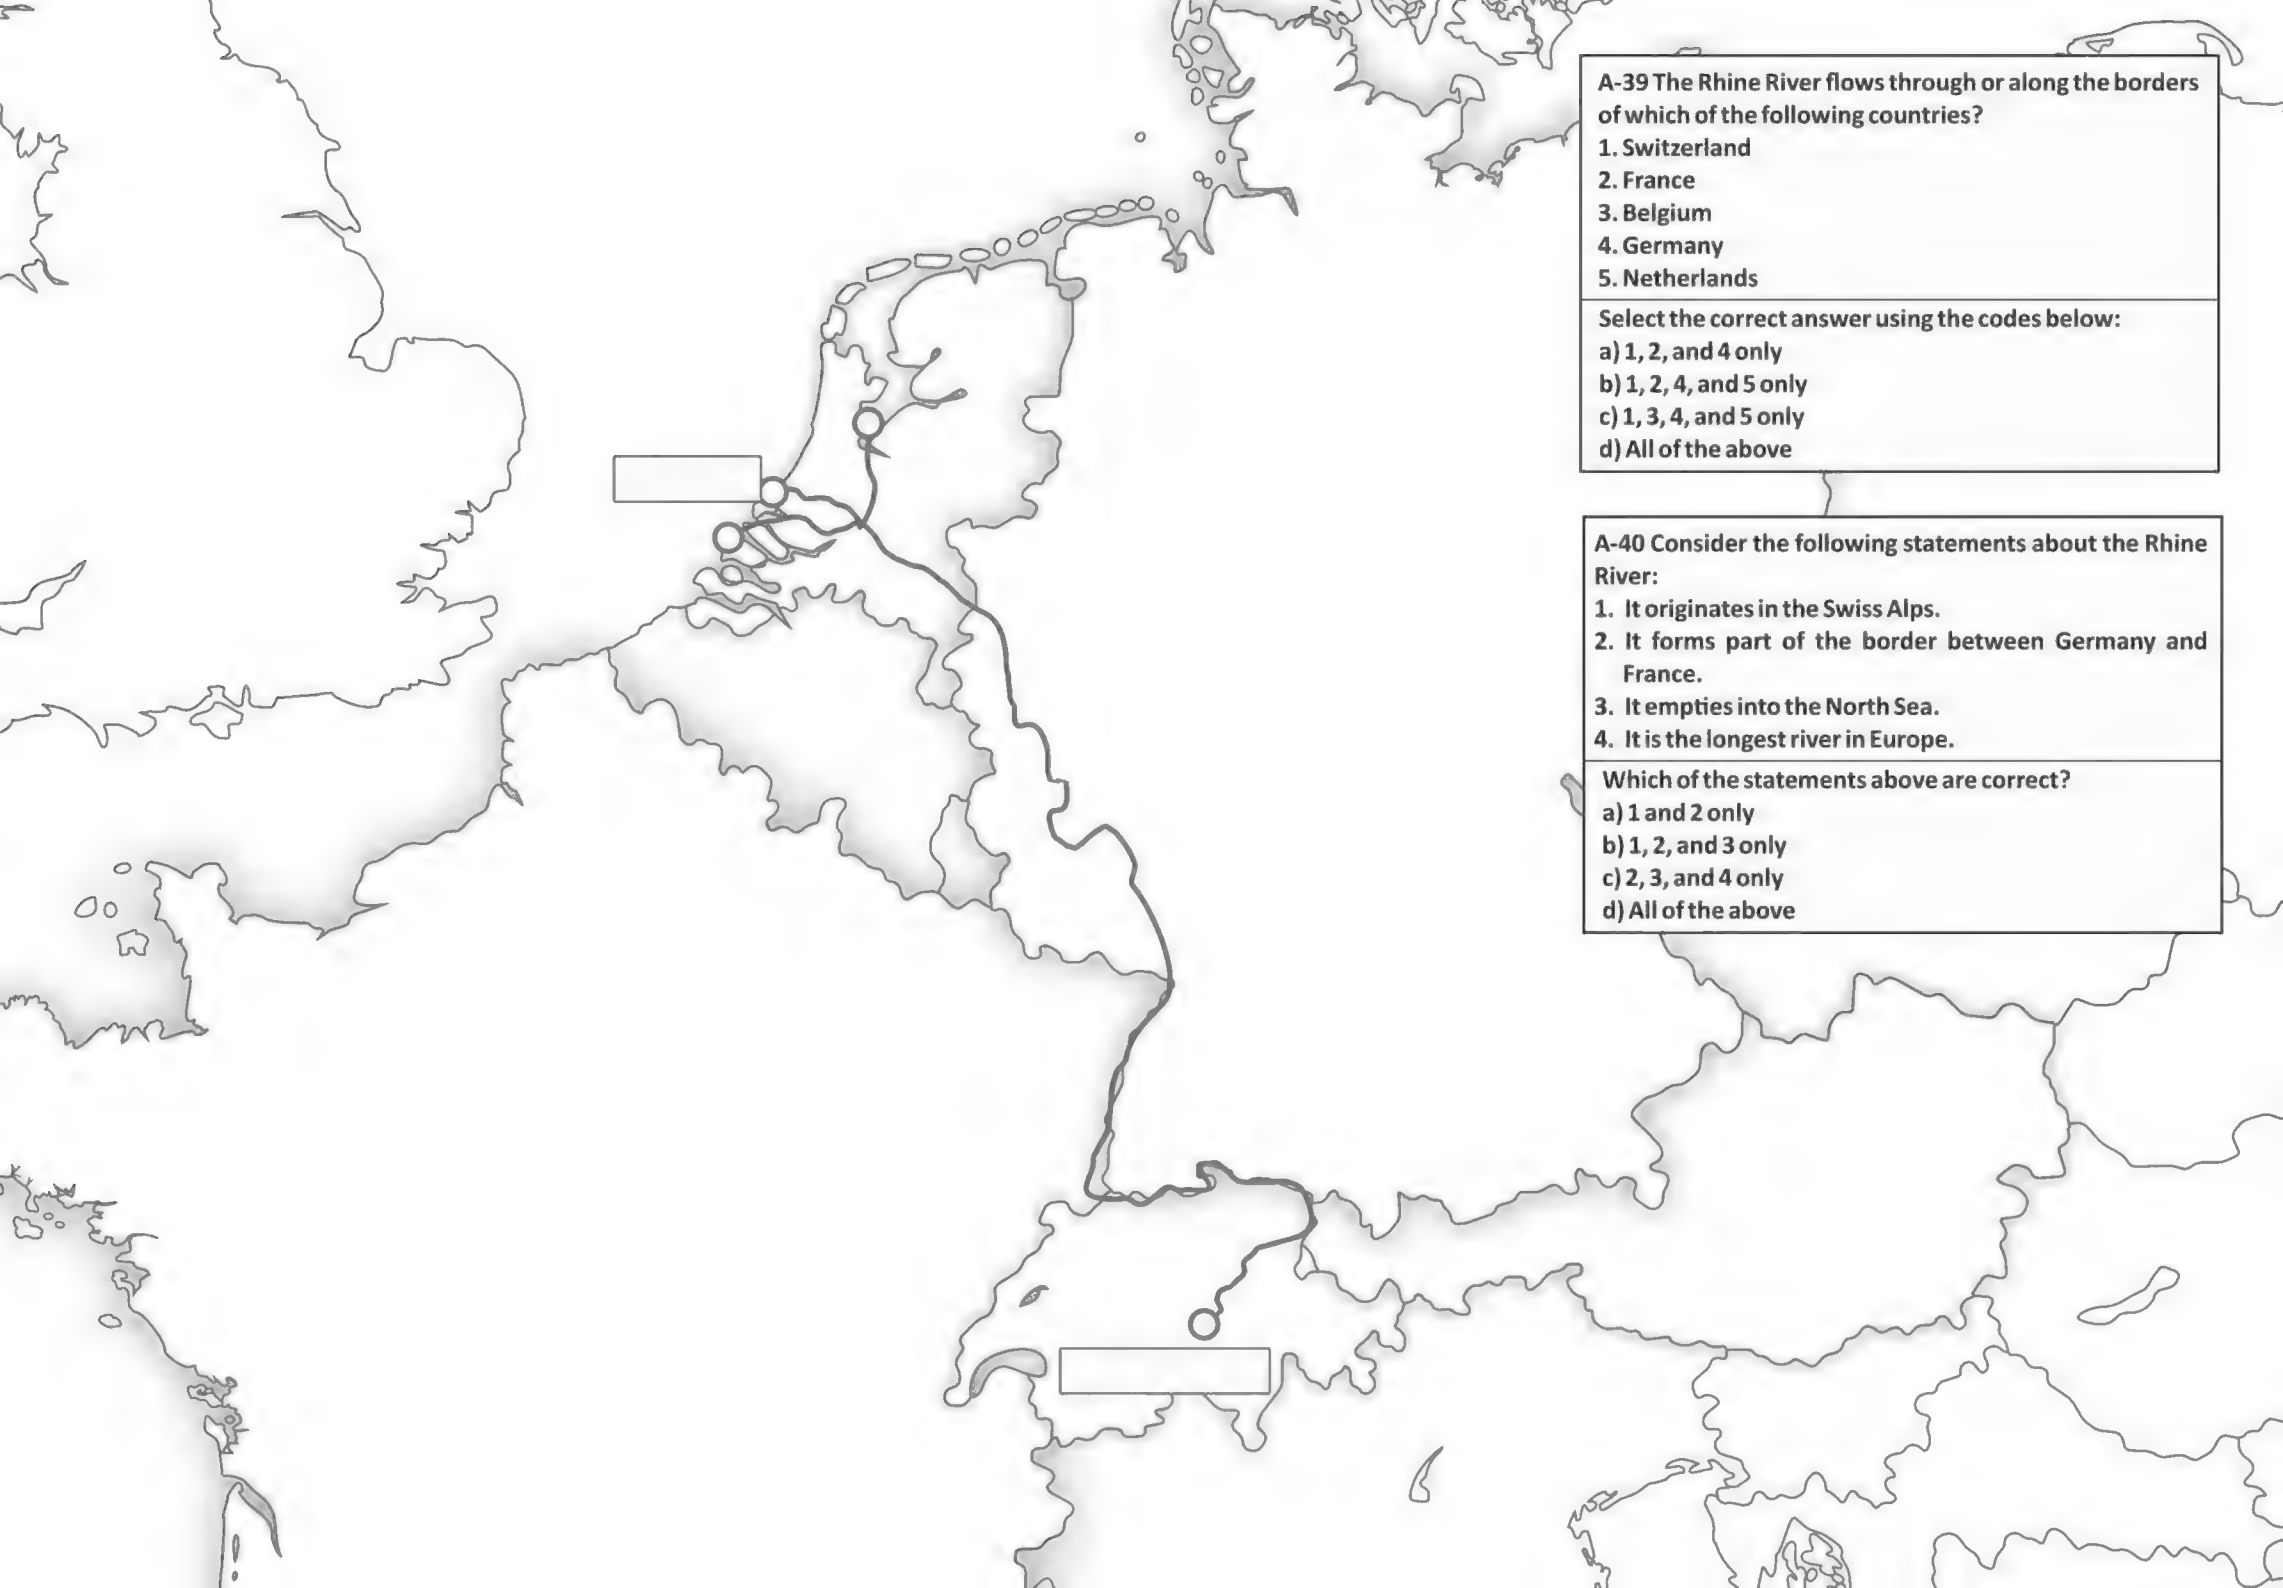 A-39 The Rhine River flows through or along the borders
of which of the following countries?
1. Switzerland
2. France
3. Belgium
4. Germany
5. Netherlands
Select the correct answer using the codes below:
a) 1, 2, and 4 only
b) 1, 2, 4, and 5 only
c) 1, 3, 4, and 5 only
d) All of the above
A-40 Consider the following statements about the Rhine
River:
1. It originates in the Swiss Alps.
2. It forms part of the border between Germany and
France.
3. It empties into the North Sea.
4. It is the longest river in Europe.
Which of the statements above are correct?
a) 1 and 2 only
b) 1, 2, and 3 only
c) 2, 3, and 4 only
d) All of the above